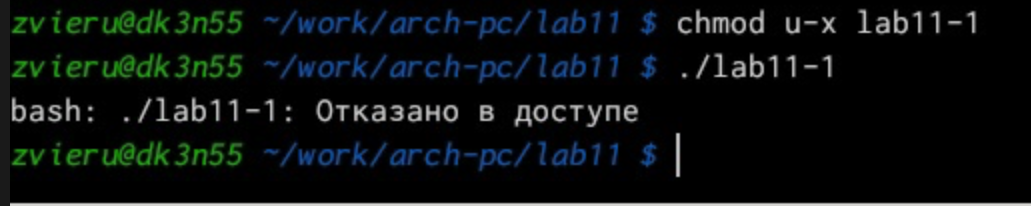 zvieru@dk3n55 ~/work/arch-pc/lab11 $ chmod u-x lab11-1
zvieru@dk3n55 ~/work/arch-pc/lab11 $ ./lab11-1
bash: ./lab11-1: Отказано в доступе
zvieru@dk3n55 ~/work/arch-pc/lab11 $